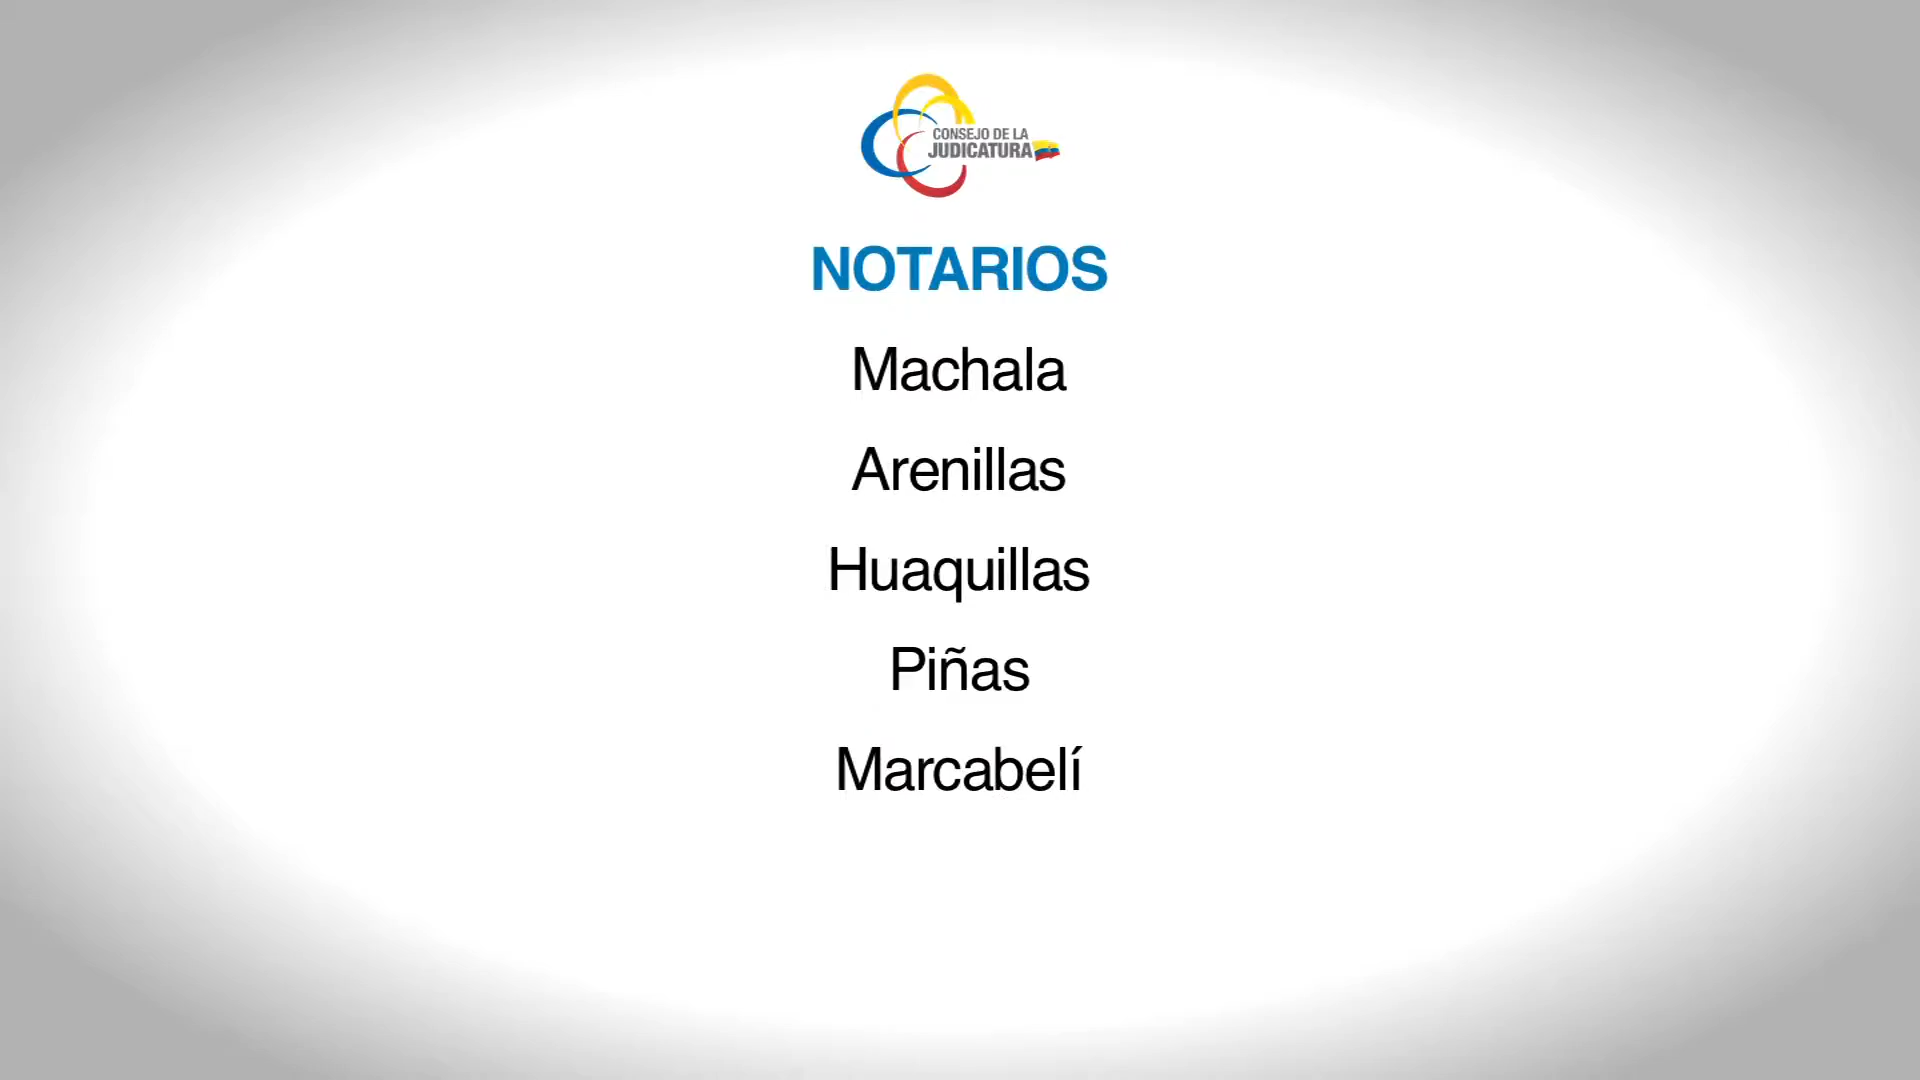 CONSEJO DE LA
JUDICATURA
NOTARIOS
Machala
Arenillas
Huaquillas
Piñas
Marcabelí